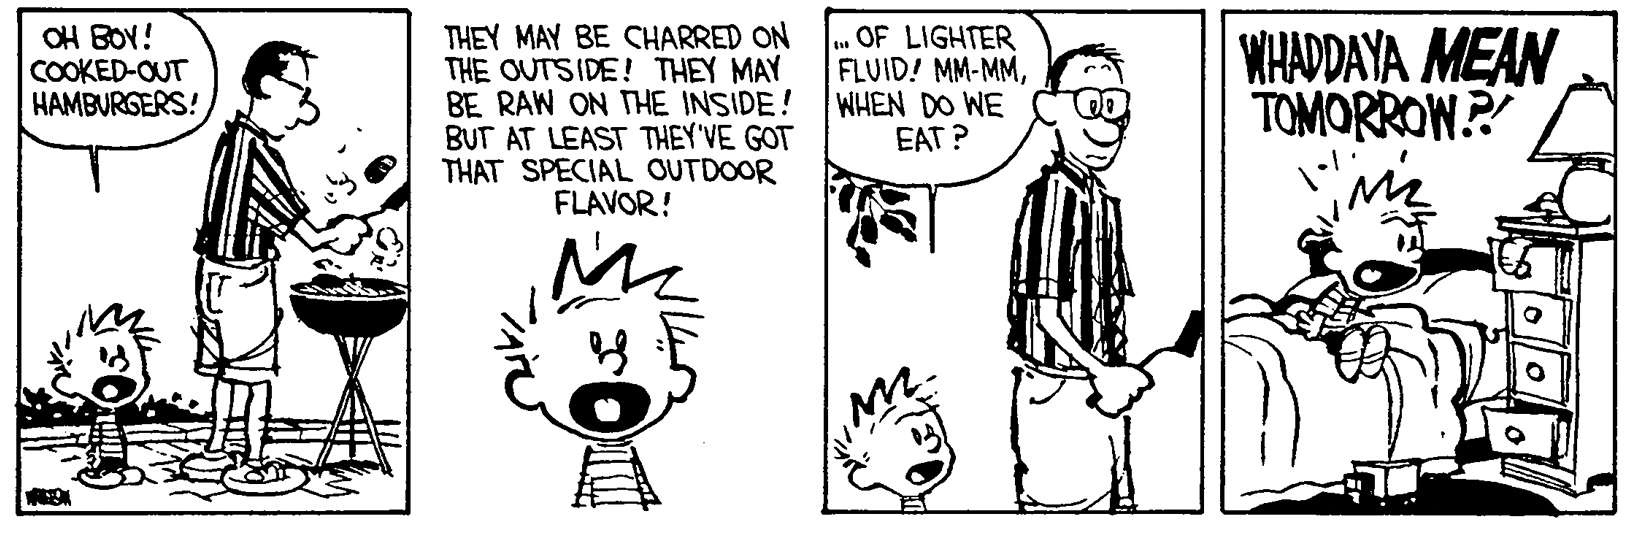 OH BOY!
COOKED-OUT
HAMBURGERS!
THEY MAY BE CHARRED ON
THE OUTSIDE! THEY MAY
BE RAW ON THE INSIDE!
BUT AT LEAST THEY'VE GOT
THAT SPECIAL OUTDOOR
FLAVOR!
... OF LIGHTER
FLUID! MM-MM,
WHEN DO WE
EAT?
WHADDAYA MEAN
TOMORROW?!
WATTERSON